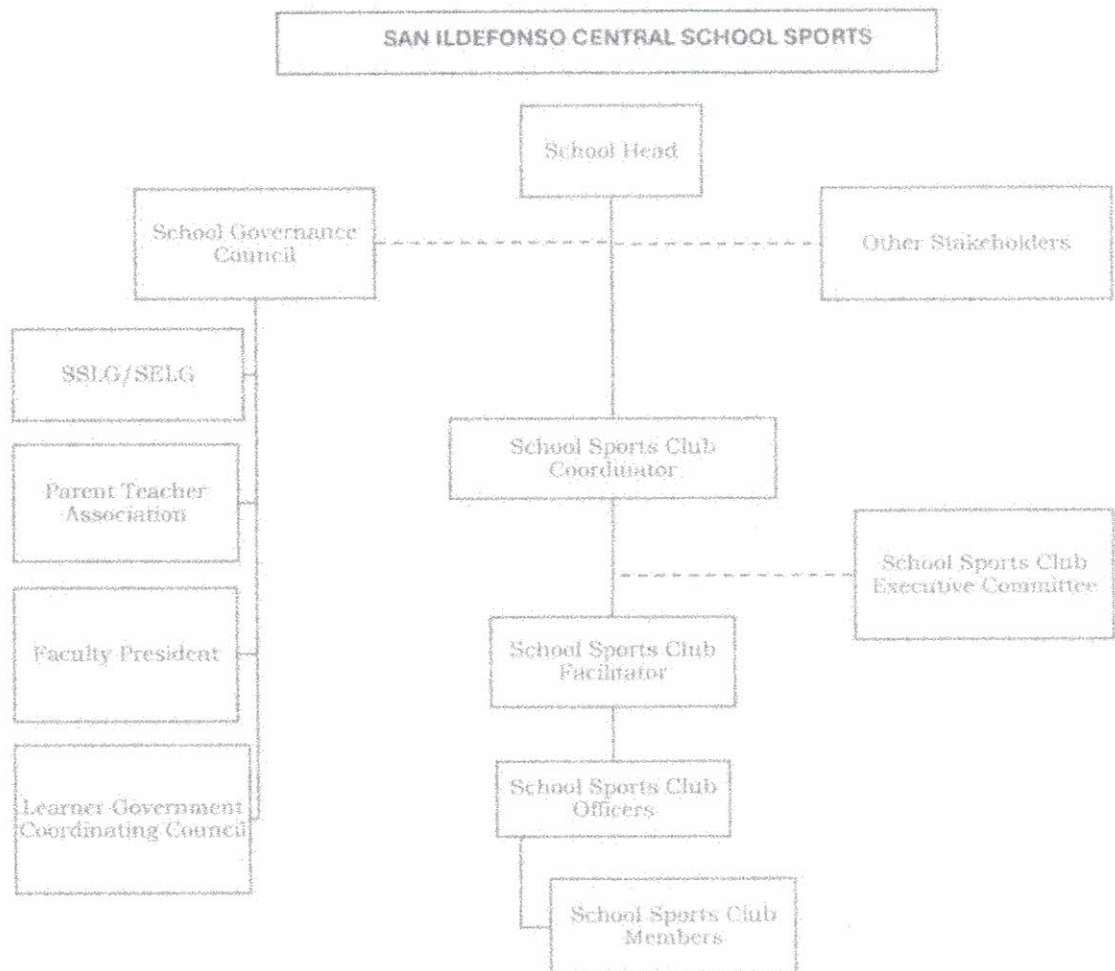 SAN ILDEFONSO CENTRAL SCHOOL SPORTS
School Head
School Governance
Council
Other Stakeholders
SSLG/SELG
School Sports Club
Coordinator
Parent Teacher
Association
School Sports Club
Executive Committee
Faculty President
School Sports Club
Facilitator
Learner Government
Coordinating Council
School Sports Club
Officers
School Sports Club
Members